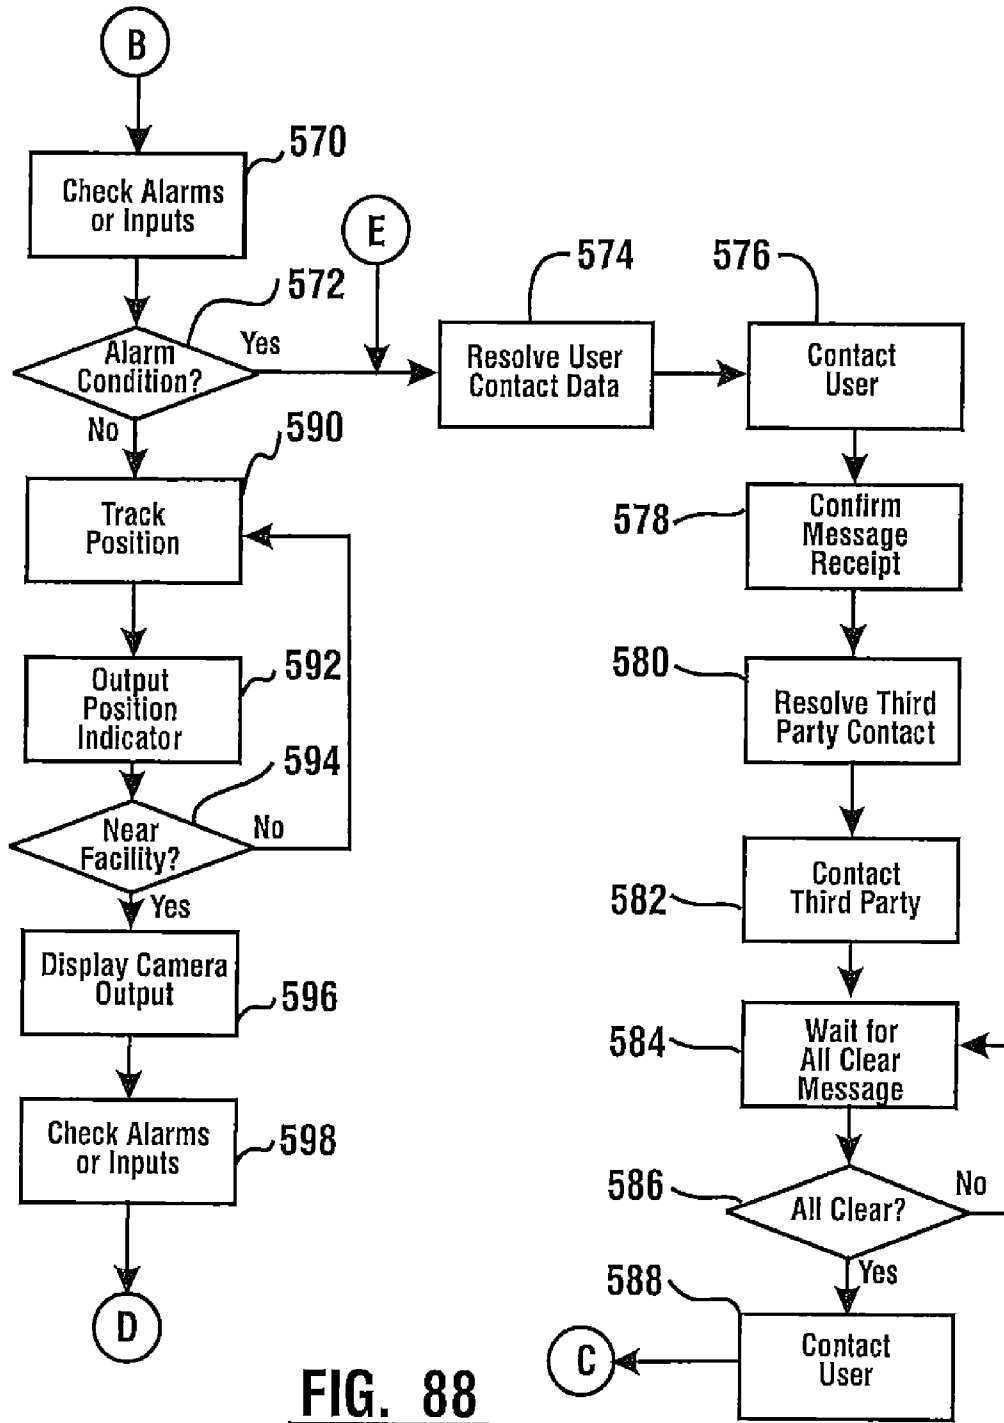 B
570
Check Alarms
or Inputs
E
572
Alarm
Condition?
Yes
No
574
Resolve User
Contact Data
576
Contact
User
590
Track
Position
578
Confirm
Message
Receipt
592
Output
Position
Indicator
580
Resolve Third
Party Contact
594
Near
Facility?
No
Yes
582
Contact
Third Party
Display Camera
Output
596
584
Wait for
All Clear
Message
Check Alarms
or Inputs
598
586
All Clear?
No
Yes
588
Contact
User
D
C
FIG. 88